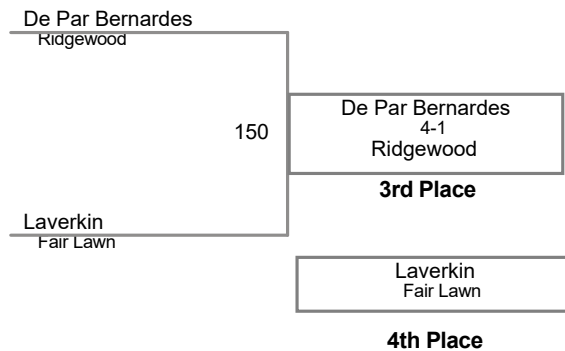 De Par Bernardes
Ridgewood
150
De Par Bernardes
4-1
Ridgewood
3rd Place
Laverkin
Fair Lawn
Laverkin
Fair Lawn
4th Place